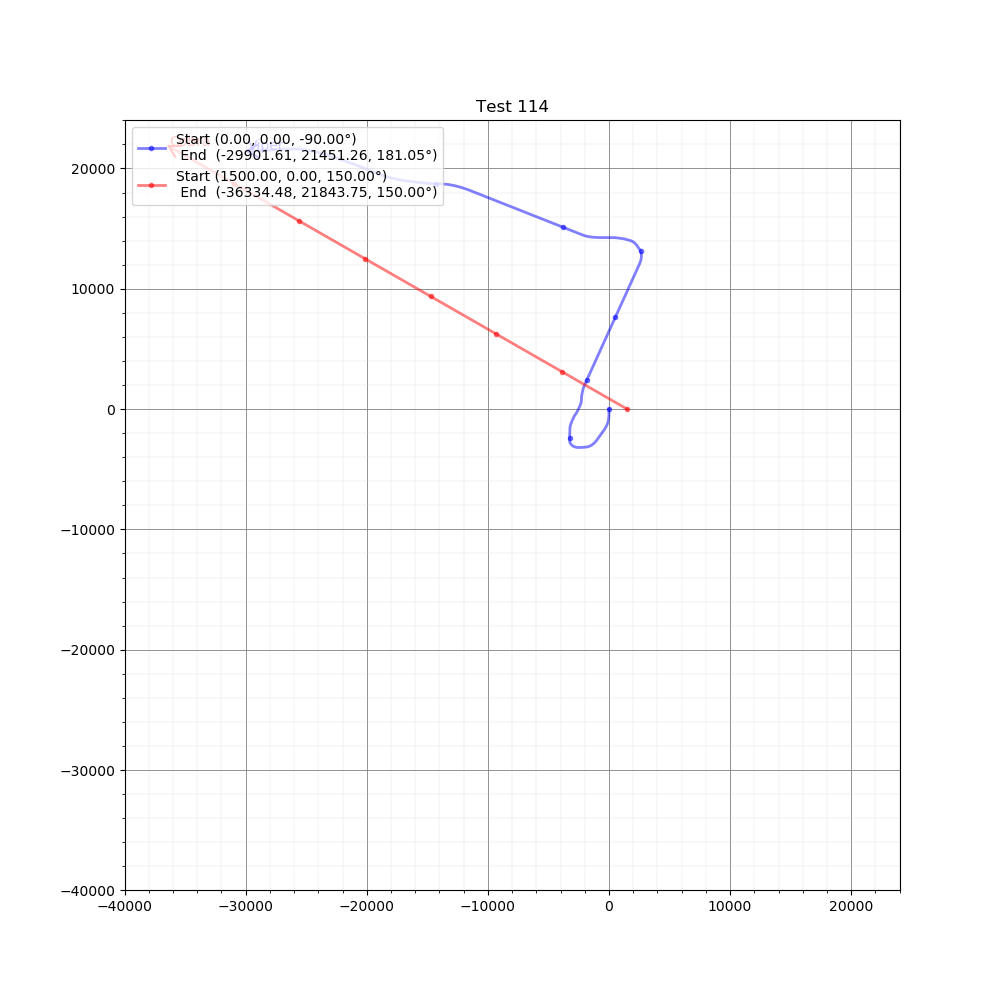 Test 114
Start (0.00, 0.00, -90.00°)
End (-29901.61, 21451.26, 181.05°)
Start (1500.00, 0.00, 150.00°)
End (-36334.48, 21843.75, 150.00°)
20000
10000
0
−10000
−20000
−30000
−40000
−40000 −30000 −20000 −10000 0 10000 20000